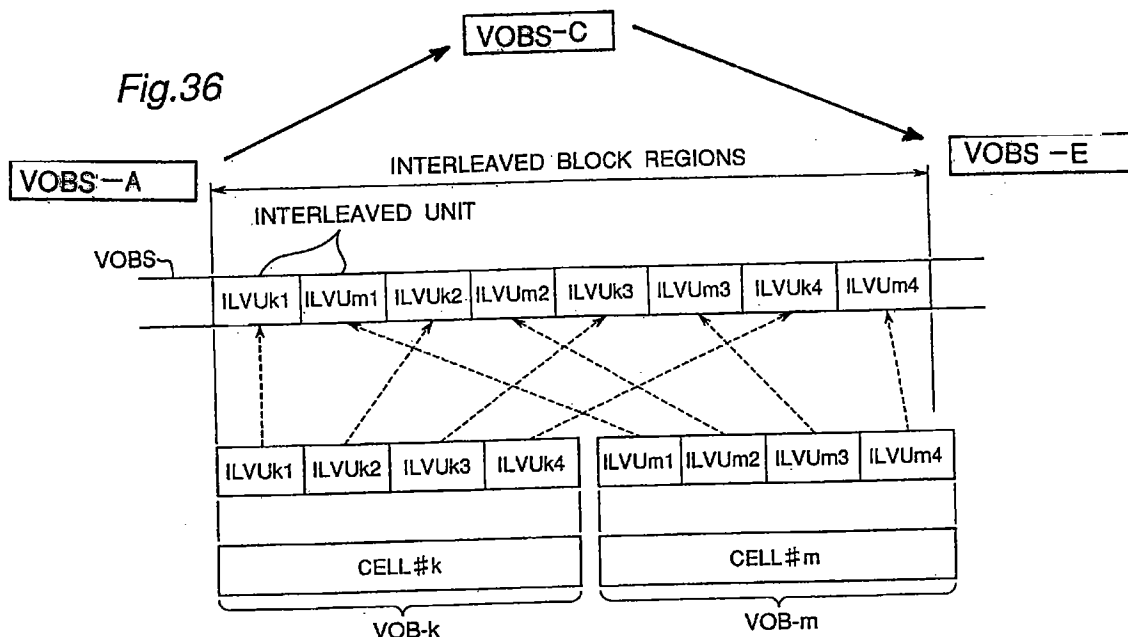 VOBS-C
Fig.36
VOBS-A
INTERLEAVED BLOCK REGIONS
VOBS-E
INTERLEAVED UNIT
VOBS
ILVUk1 ILVUm1 ILVUk2 ILVUm2 ILVUk3 ILVUm3 ILVUk4 ILVUm4
ILVUk1 ILVUk2 ILVUk3 ILVUk4 ILVUm1 ILVUm2 ILVUm3 ILVUm4
CELL#k CELL#m
VOB-k VOB-m